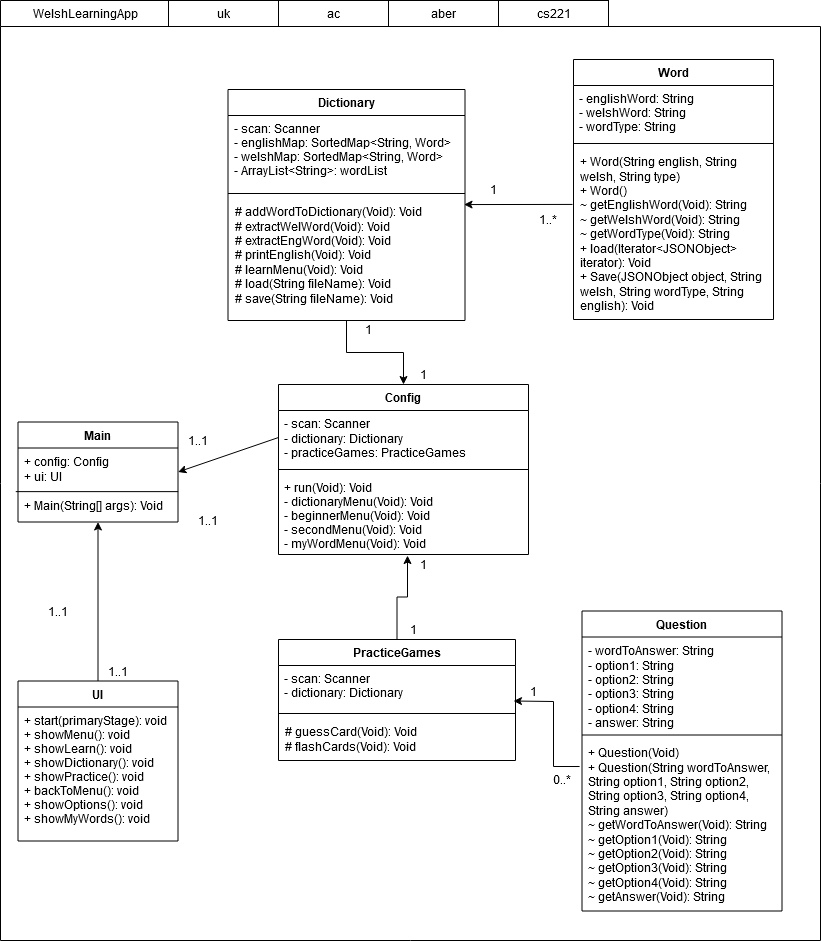 WelshLearningApp
uk
ac
aber
cs221
Dictionary
- scan: Scanner
- englishMap: SortedMap<String, Word>
- welshMap: SortedMap<String, Word>
- ArrayList<String>: wordList
# addWordToDictionary(Void): Void
# extractWelWord(Void): Void
# extractEngWord(Void): Void
# printEnglish(Void): Void
# learnMenu(Void): Void
# load(String fileName): Void
# save(String fileName): Void
1
1..*
Word
- englishWord: String
- welshWord: String
- wordType: String
+ Word(String english, String
welsh, String type)
+ Word()
~ getEnglishWord(Void): String
~ getWelshWord(Void): String
~ getWordType(Void): String
+ load(Iterator<JSONObject>
iterator): Void
+ Save(JSONObject object, String
welsh, String wordType, String
english): Void
1
1
Config
- scan: Scanner
- dictionary: Dictionary
- practiceGames: PracticeGames
+ run(Void): Void
- dictionaryMenu(Void): Void
- beginnerMenu(Void): Void
- secondMenu(Void): Void
- myWordMenu(Void): Void
1..1
Main
+ config: Config
+ ui: UI
+ Main(String[] args): Void
1..1
1..1
1..1
UI
+ start(primaryStage): void
+ showMenu(): void
+ showLearn(): void
+ showDictionary(): void
+ showPractice(): void
+ backToMenu(): void
+ showOptions(): void
+ showMyWords(): void
1
1
PracticeGames
- scan: Scanner
- dictionary: Dictionary
# guessCard(Void): Void
# flashCards(Void): Void
1
0..*
Question
- wordToAnswer: String
- option1: String
- option2: String
- option3: String
- option4: String
- answer: String
+ Question(Void)
+ Question(String wordToAnswer,
String option1, String option2,
String option3, String option4,
String answer)
~ getWordToAnswer(Void): String
~ getOption1(Void): String
~ getOption2(Void): String
~ getOption3(Void): String
~ getOption4(Void): String
~ getAnswer(Void): String